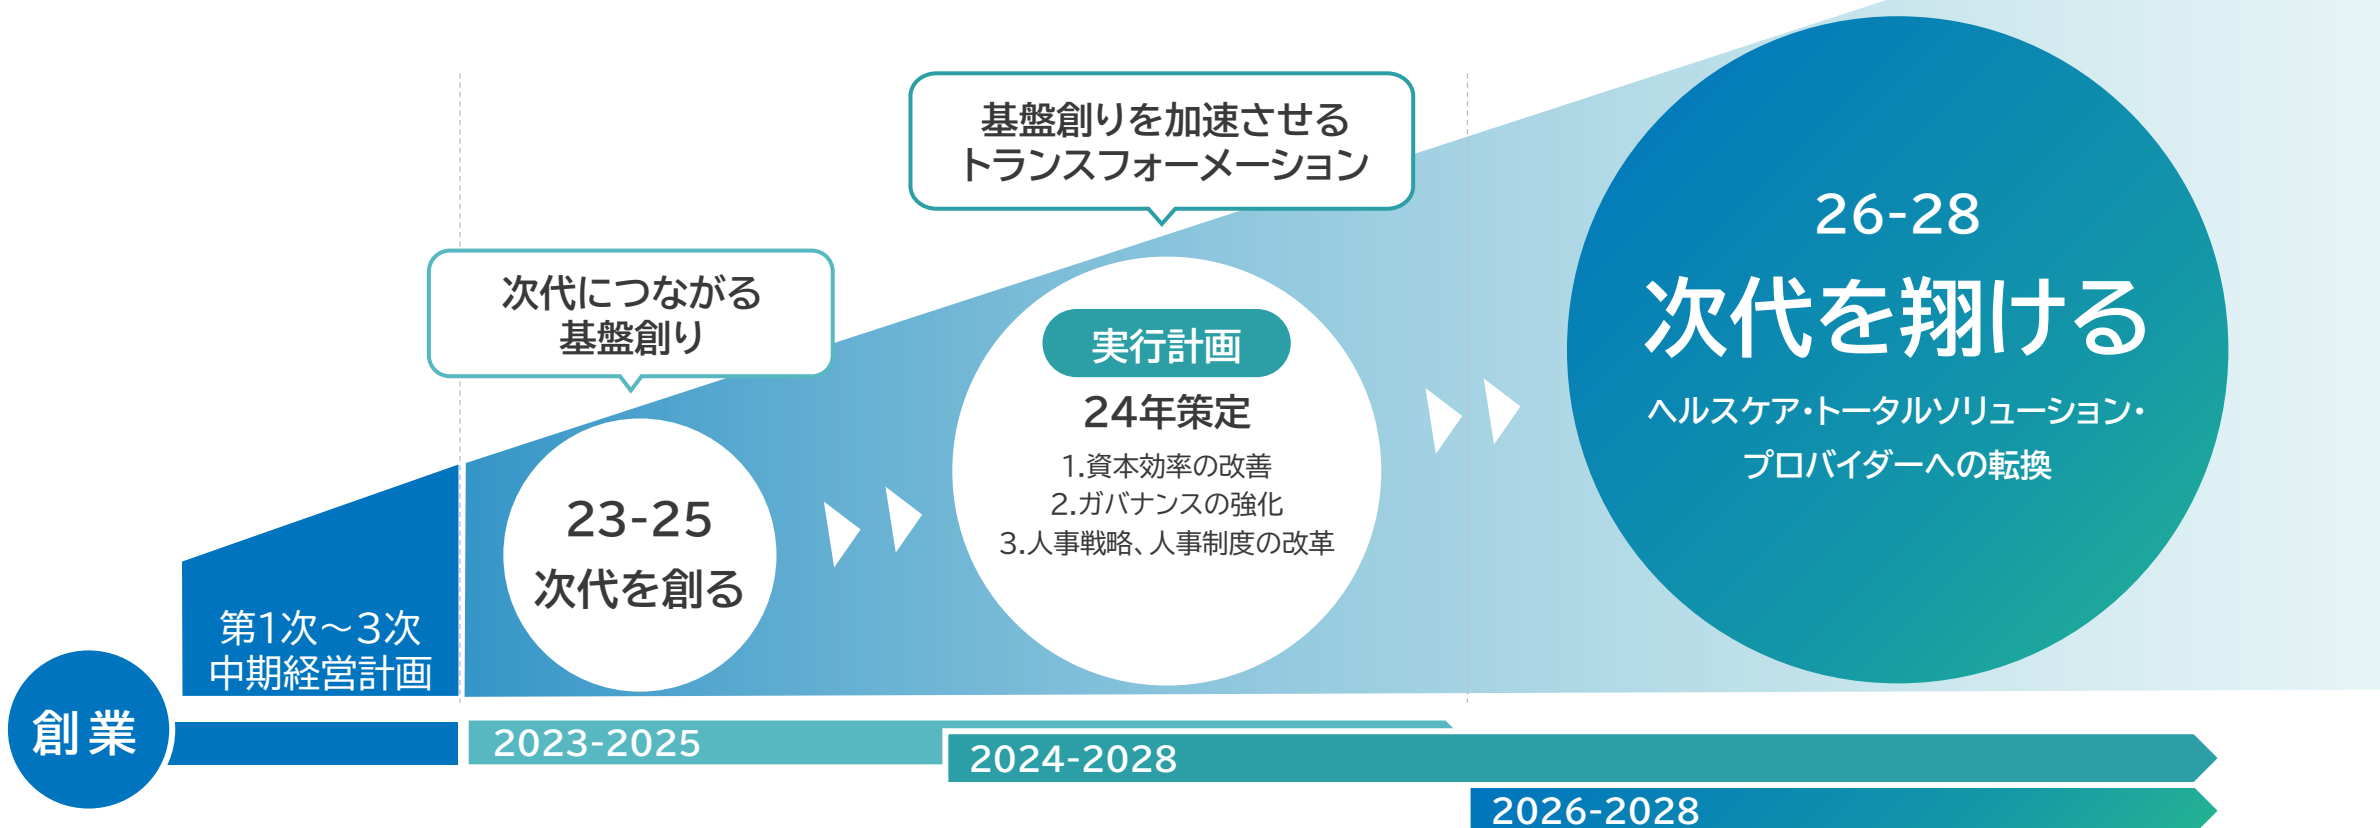 創業
第1次～3次
中期経営計画
次代につながる
基盤創り
23-25
次代を創る
基盤創りを加速させる
トランスフォーメーション
実行計画
24年策定
1.資本効率の改善
2.ガバナンスの強化
3.人事戦略、人事制度の改革
26-28
次代を翔ける
ヘルスケア・トータルソリューション・
プロバイダーへの転換
2023-2025
2024-2028
2026-2028